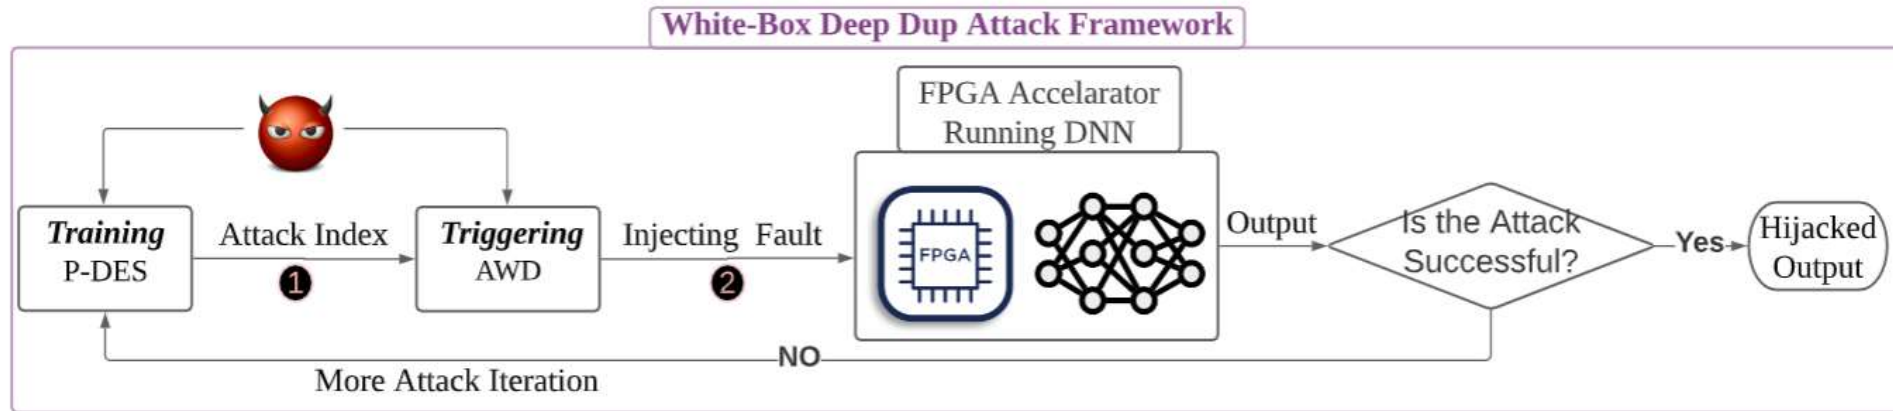 White-Box Deep Dup Attack Framework
FPGA Accelarator
Running DNN
Training
P-DES
Attack Index
1
Triggering
AWD
Injecting Fault
2
FPGA
Output
Is the Attack
Successful?
Yes
Hijacked
Output
NO
More Attack Iteration